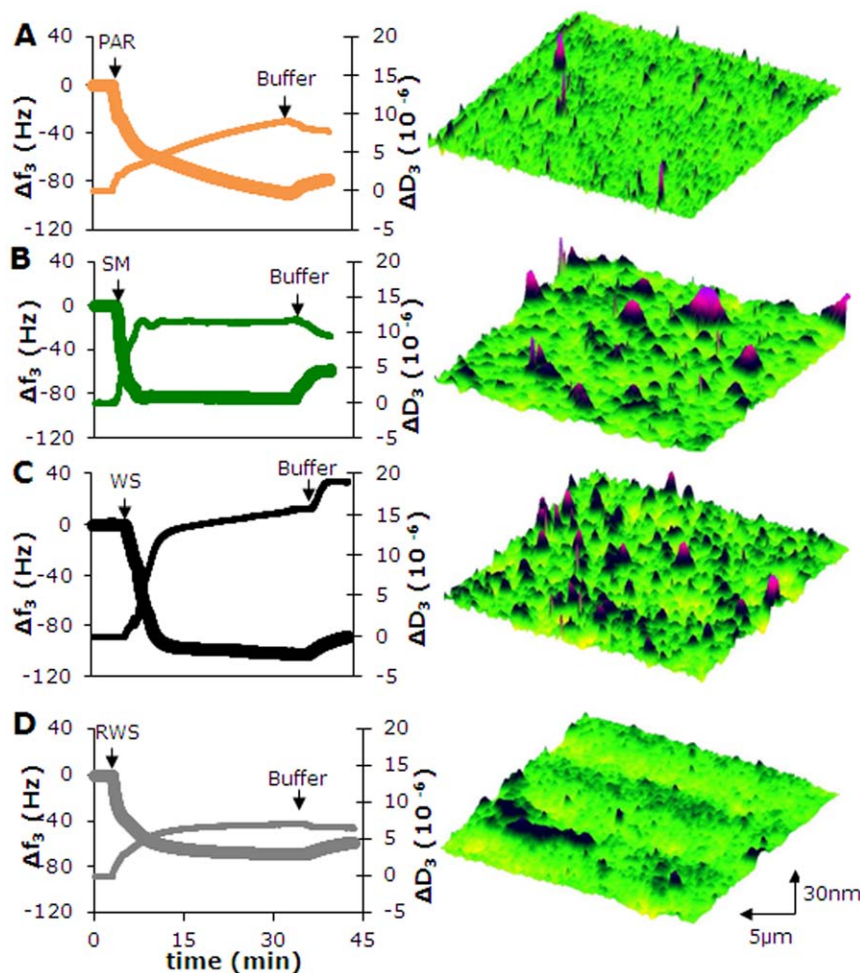 A
PAR
Buffer
40
0
-40
-80
-120
Δf₃ (Hz)
20
15
10
5
0
-5
ΔD₃ (10⁻⁶)
B
SM
Buffer
40
0
-40
-80
-120
Δf₃ (Hz)
20
15
10
5
0
-5
ΔD₃ (10⁻⁶)
C
WS
Buffer
40
0
-40
-80
-120
Δf₃ (Hz)
20
15
10
5
0
-5
ΔD₃ (10⁻⁶)
D
RWS
Buffer
40
0
-40
-80
-120
Δf₃ (Hz)
20
15
10
5
0
-5
ΔD₃ (10⁻⁶)
0 15 30 45
time (min)
30nm
5µm